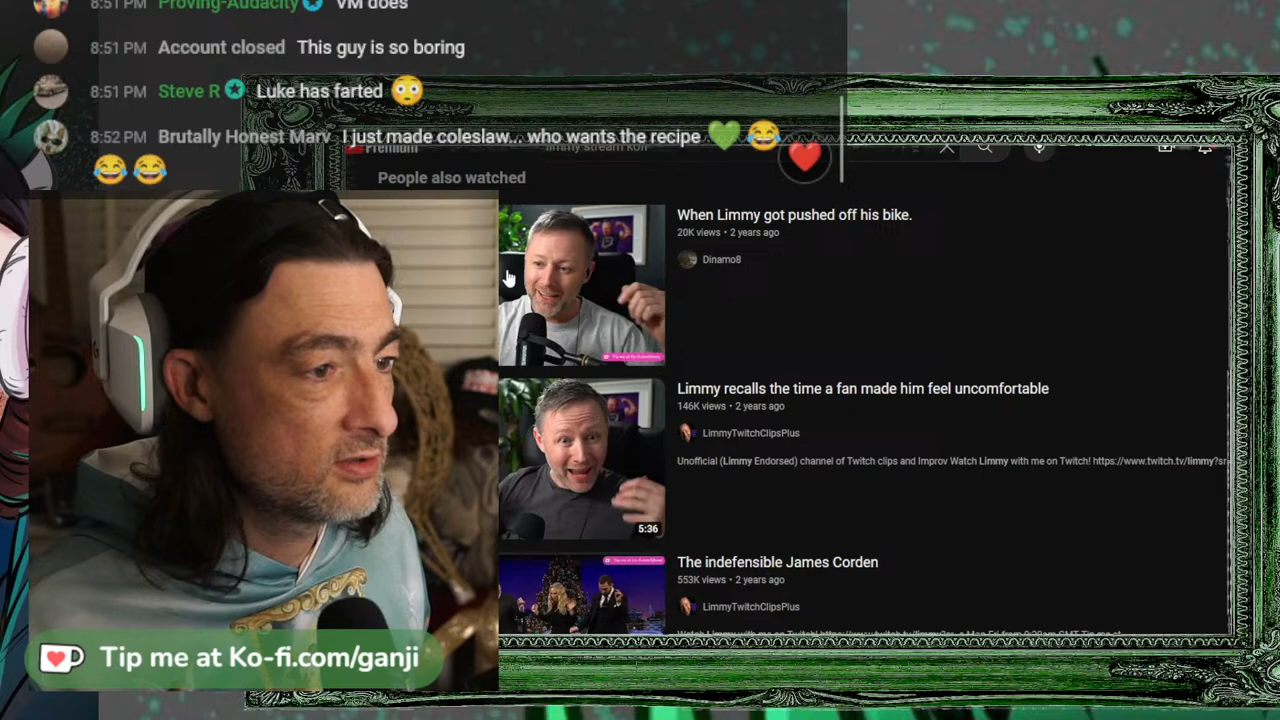 8:51 PM Proving-Audacity VM does
8:51 PM Account closed This guy is so boring
8:51 PM Steve R Luke has farted 😳
8:52 PM Brutally Honest Marv I just made coleslaw... who wants the recipe 💚 😂
😂 😂
Premium
limmy stream kofi
People also watched
When Limmy got pushed off his bike.
20K views • 2 years ago
Dinamo8
Limmy recalls the time a fan made him feel uncomfortable
146K views • 2 years ago
LimmyTwitchClipsPlus
Unofficial (Limmy Endorsed) channel of Twitch clips and Improv Watch Limmy with me on Twitch! https://www.twitch.tv/limmy?sr
5:36
The indefensible James Corden
553K views • 2 years ago
LimmyTwitchClipsPlus
Tip me at Ko-fi.com/ganji